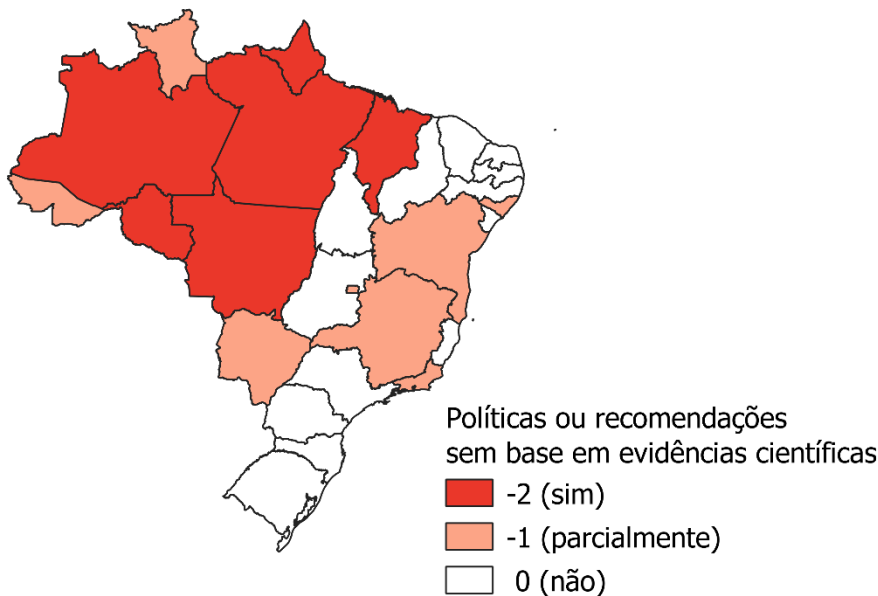 Políticas ou recomendações
sem base em evidências científicas
-2 (sim)
-1 (parcialmente)
0 (não)